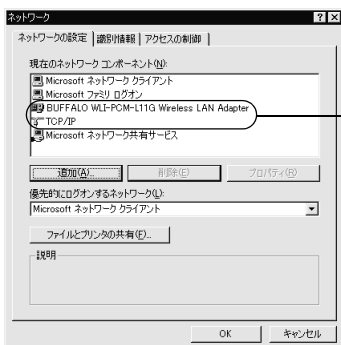 ネットワーク
ネットワークの設定 識別情報 アクセスの制御
現在のネットワーク コンポーネント(N):
Microsoft ネットワーク クライアント
Microsoft ファミリ ログオン
BUFFALO WLI-PCM-L11G Wireless LAN Adapter
TCP/IP
Microsoft ネットワーク共有サービス
追加(A)... 削除(E) プロパティ(R)
優先的にログオンするネットワーク(L):
Microsoft ネットワーク クライアント
ファイルとプリンタの共有(F)...
説明
OK キャンセル